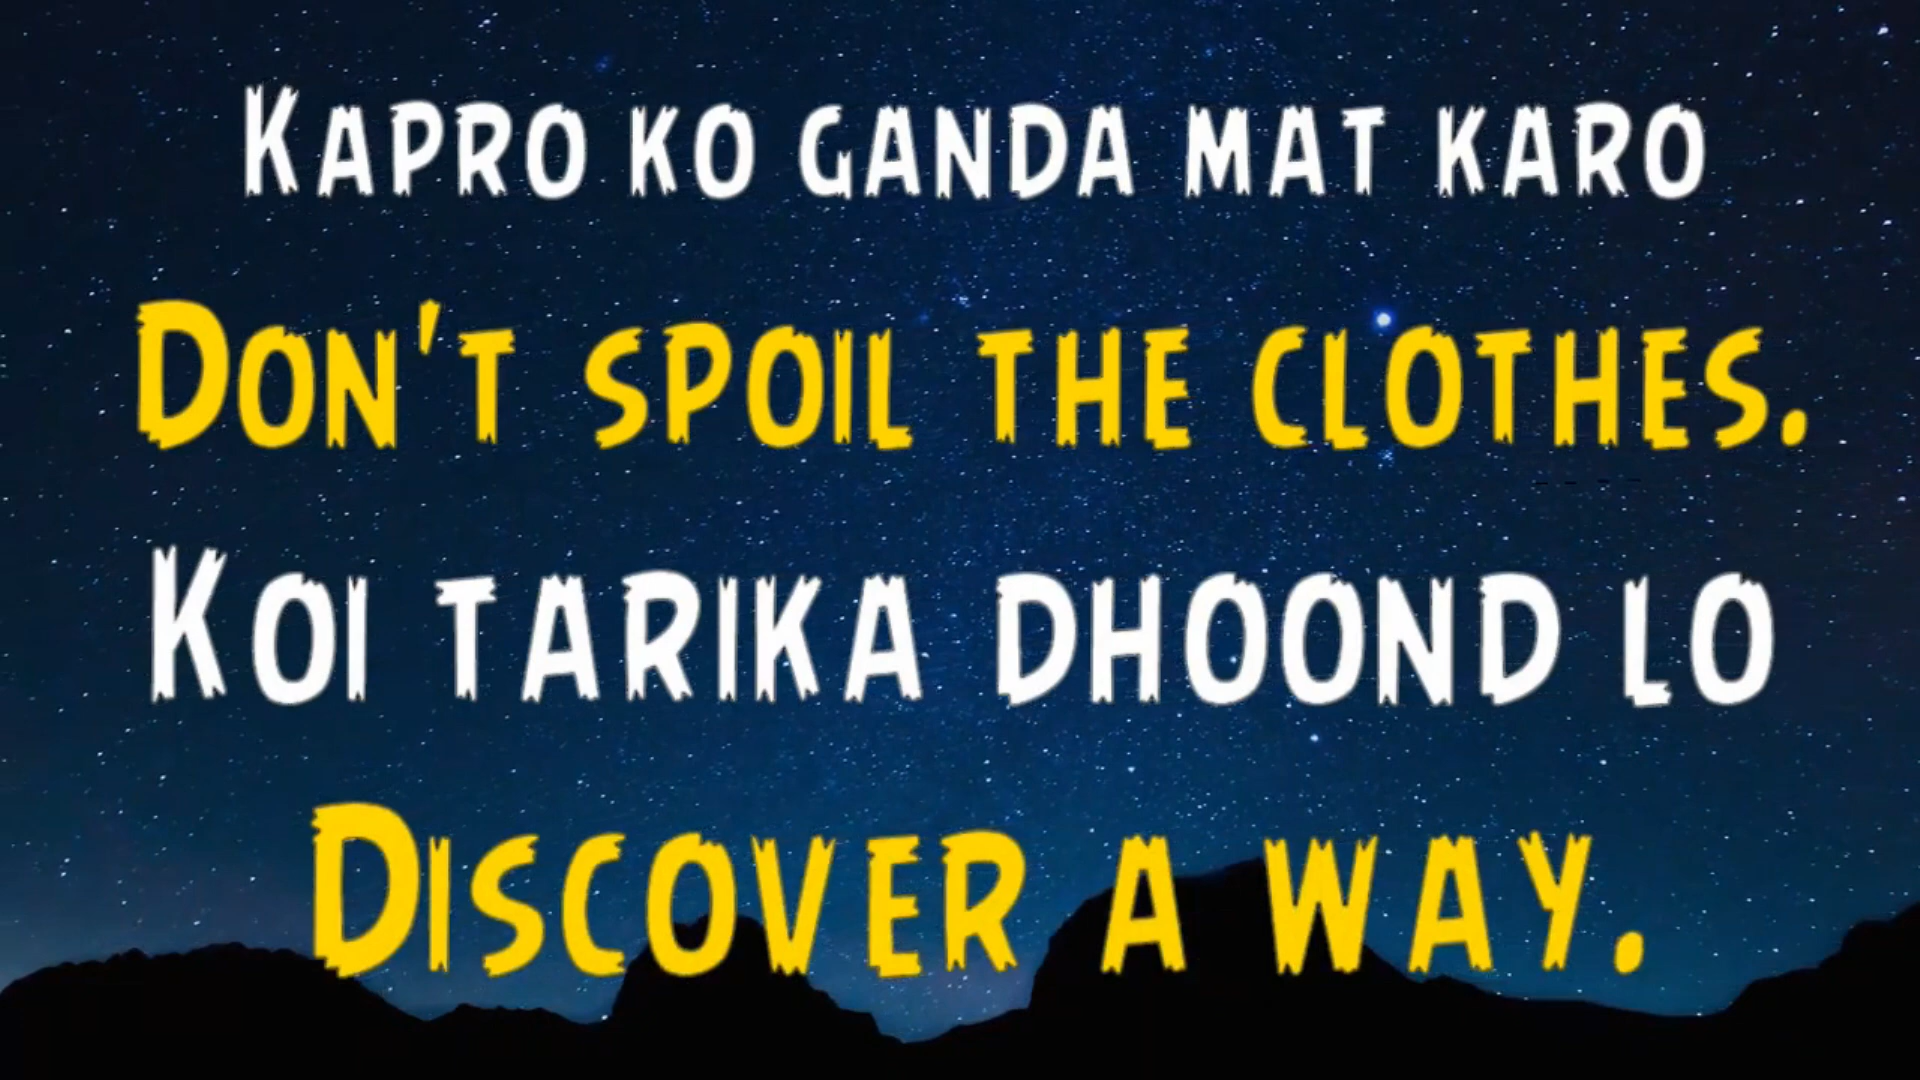 Kapro ko ganda mat karo
Don't spoil the clothes.
Koi tarika dhoond lo
Discover a way.